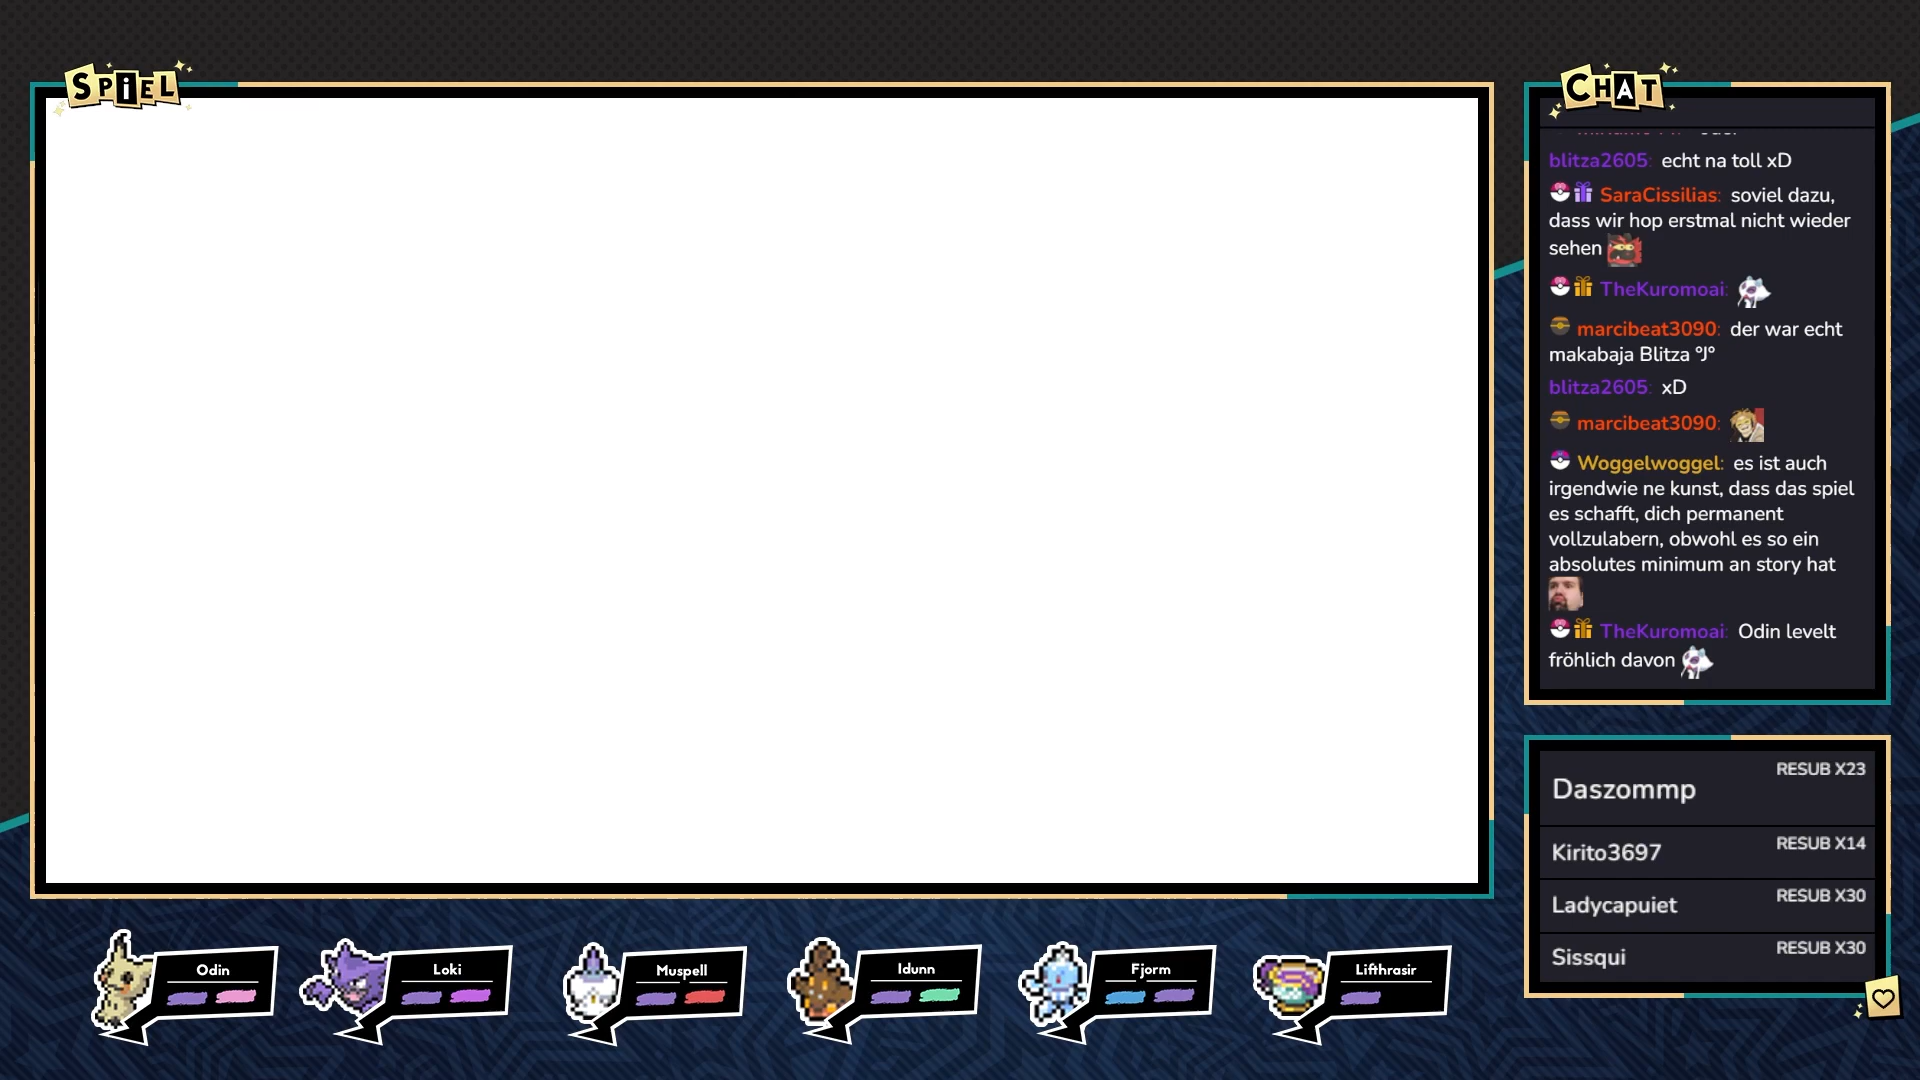 SPiEL
CHAT
blitza2605: echt na toll xD
SaraCissilias: soviel dazu,
dass wir hop erstmal nicht wieder
sehen
TheKuromoai:
marcibeat3090: der war echt
makabaja Blitza °J°
blitza2605: xD
marcibeat3090:
Woggelwoggel: es ist auch
irgendwie ne kunst, dass das spiel
es schafft, dich permanent
vollzulabern, obwohl es so ein
absolutes minimum an story hat
TheKuromoai: Odin levelt
fröhlich davon
RESUB X23
Daszommp
Kirito3697 RESUB X14
Ladycapuiet RESUB X30
Sissqui RESUB X30
Odin
Loki
Muspell
Idunn
Fjorm
Lifthrasir